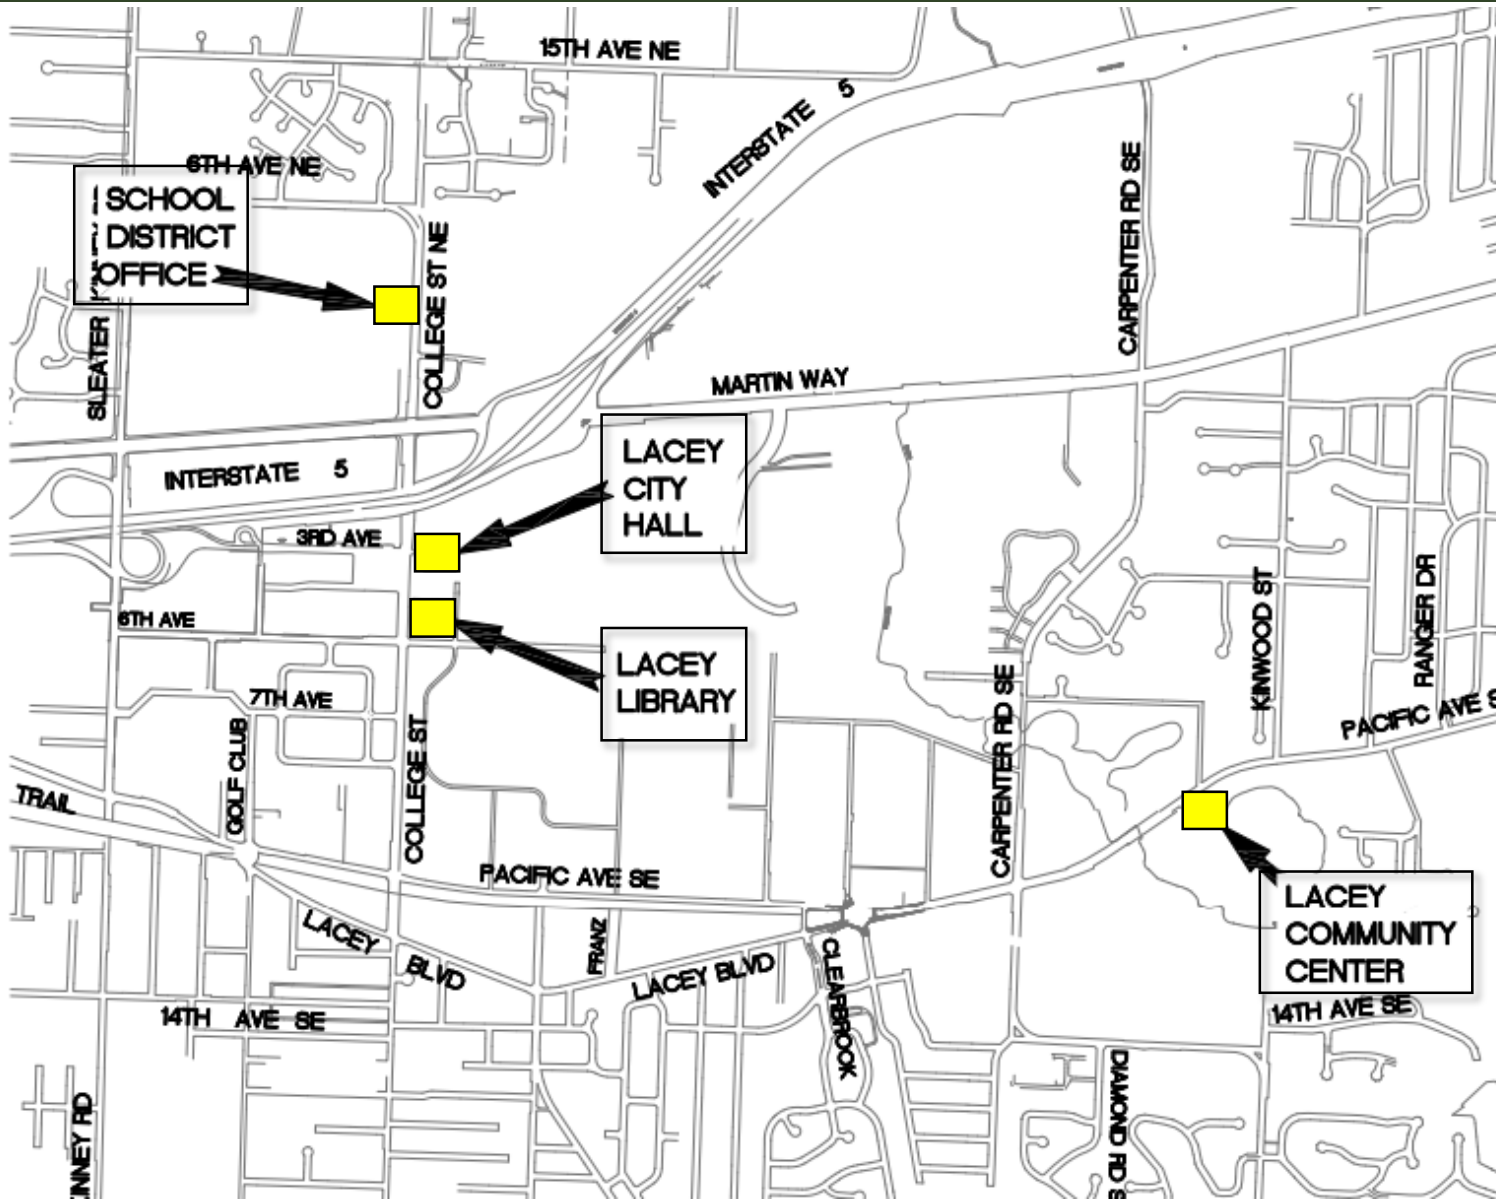 15TH AVE NE
INTERSTATE 5
6TH AVE NE
SCHOOL
DISTRICT
OFFICE
COLLEGE ST NE
CARPENTER RD SE
SLEATER
MARTIN WAY
INTERSTATE 5
LACEY
CITY
HALL
3RD AVE
6TH AVE
LACEY
LIBRARY
7TH AVE
KINWOOD ST
RANGER DR
PACIFIC AVE S
GOLF CLUB
COLLEGE ST
CARPENTER RD SE
TRAIL
PACIFIC AVE SE
LACEY
COMMUNITY
CENTER
LACEY BLVD
FRANZ
LACEY BLVD
CLEARBROOK
14TH AVE SE
14TH AVE SE
DIAMOND RD S
INNEY RD